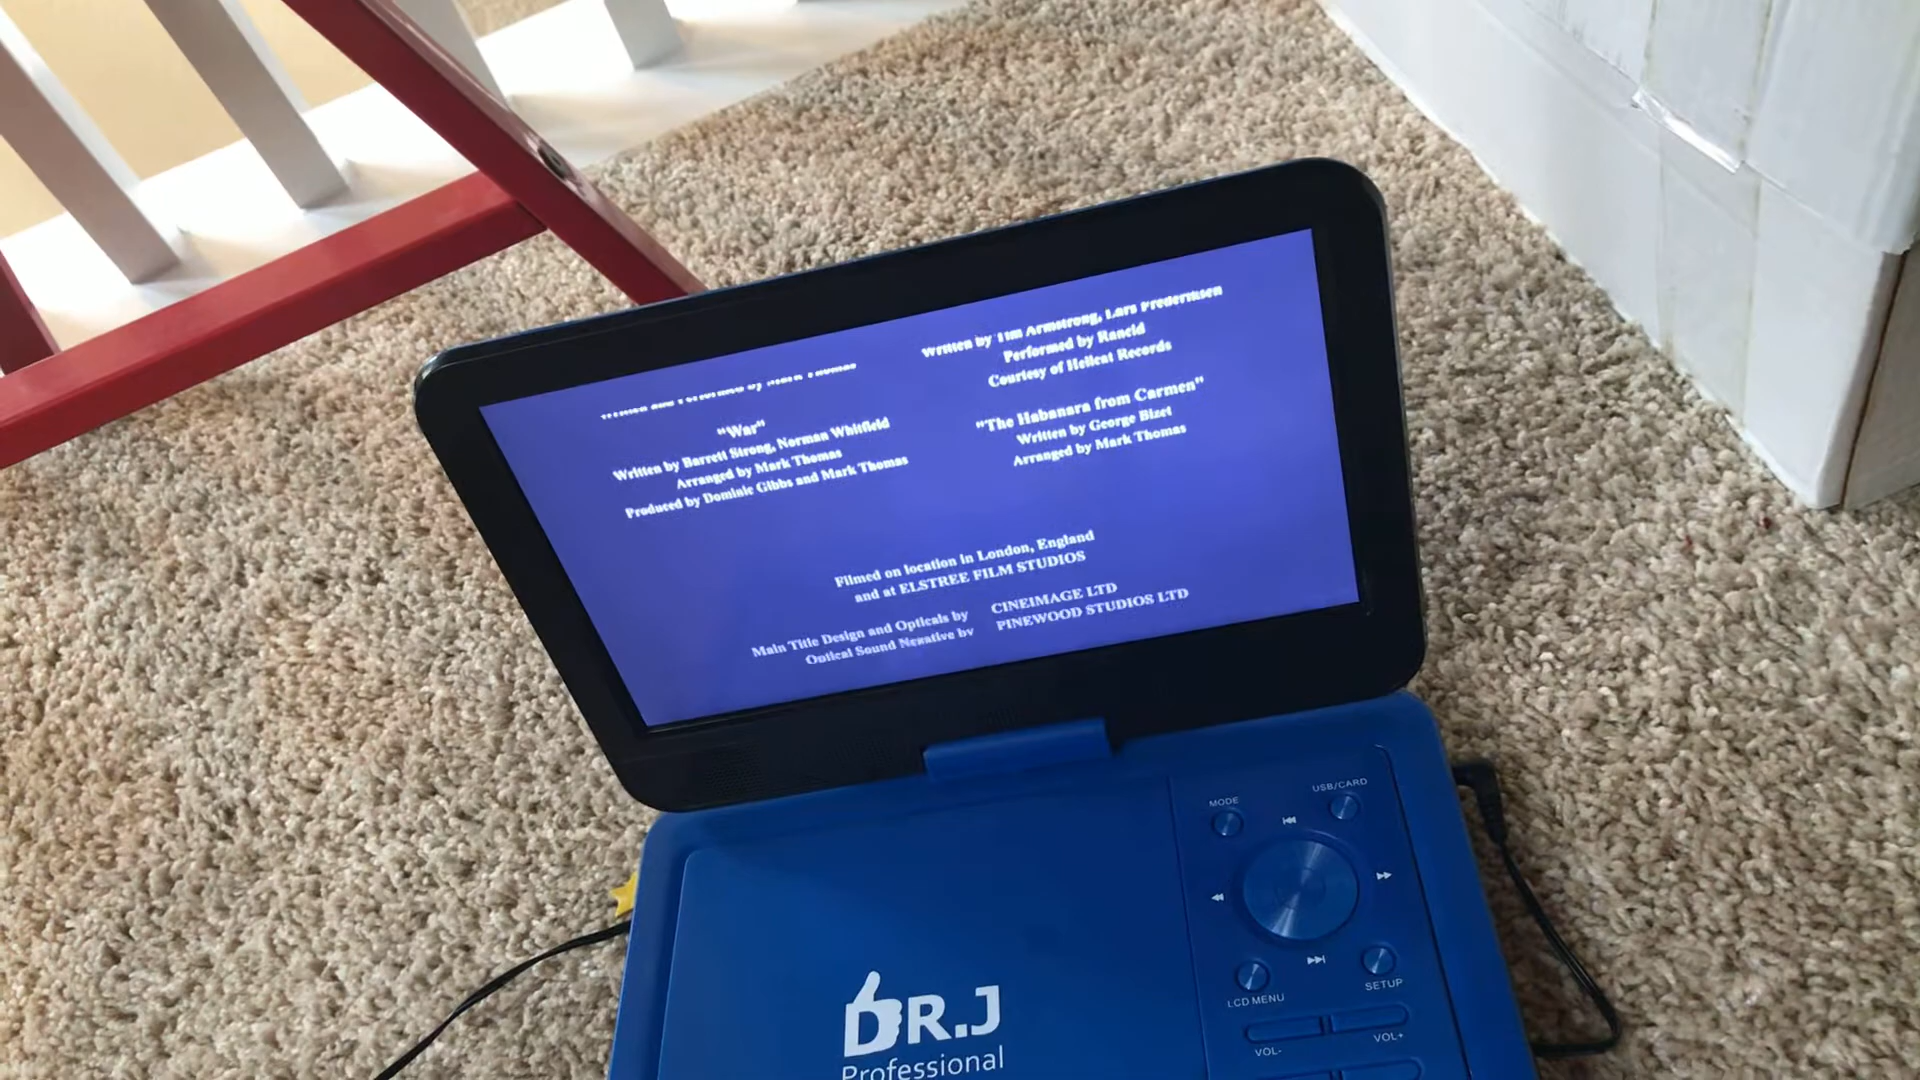 "War"
Written by Barrett Strong, Norman Whitfield
Arranged by Mark Thomas
Produced by Dominic Gibbs and Mark Thomas
Written by Tim Armstrong, Lars Frederiksen
Performed by Rancid
Courtesy of Hellcat Records
"The Habanara from Carmen"
Written by George Bizet
Arranged by Mark Thomas
Filmed on location in London, England
and at ELSTREE FILM STUDIOS
Main Title Design and Opticals by CINEIMAGE LTD
Optical Sound Negative by PINEWOOD STUDIOS LTD
MODE
USB/CARD
LCD MENU
SETUP
VOL-
VOL+
DR.J
Professional